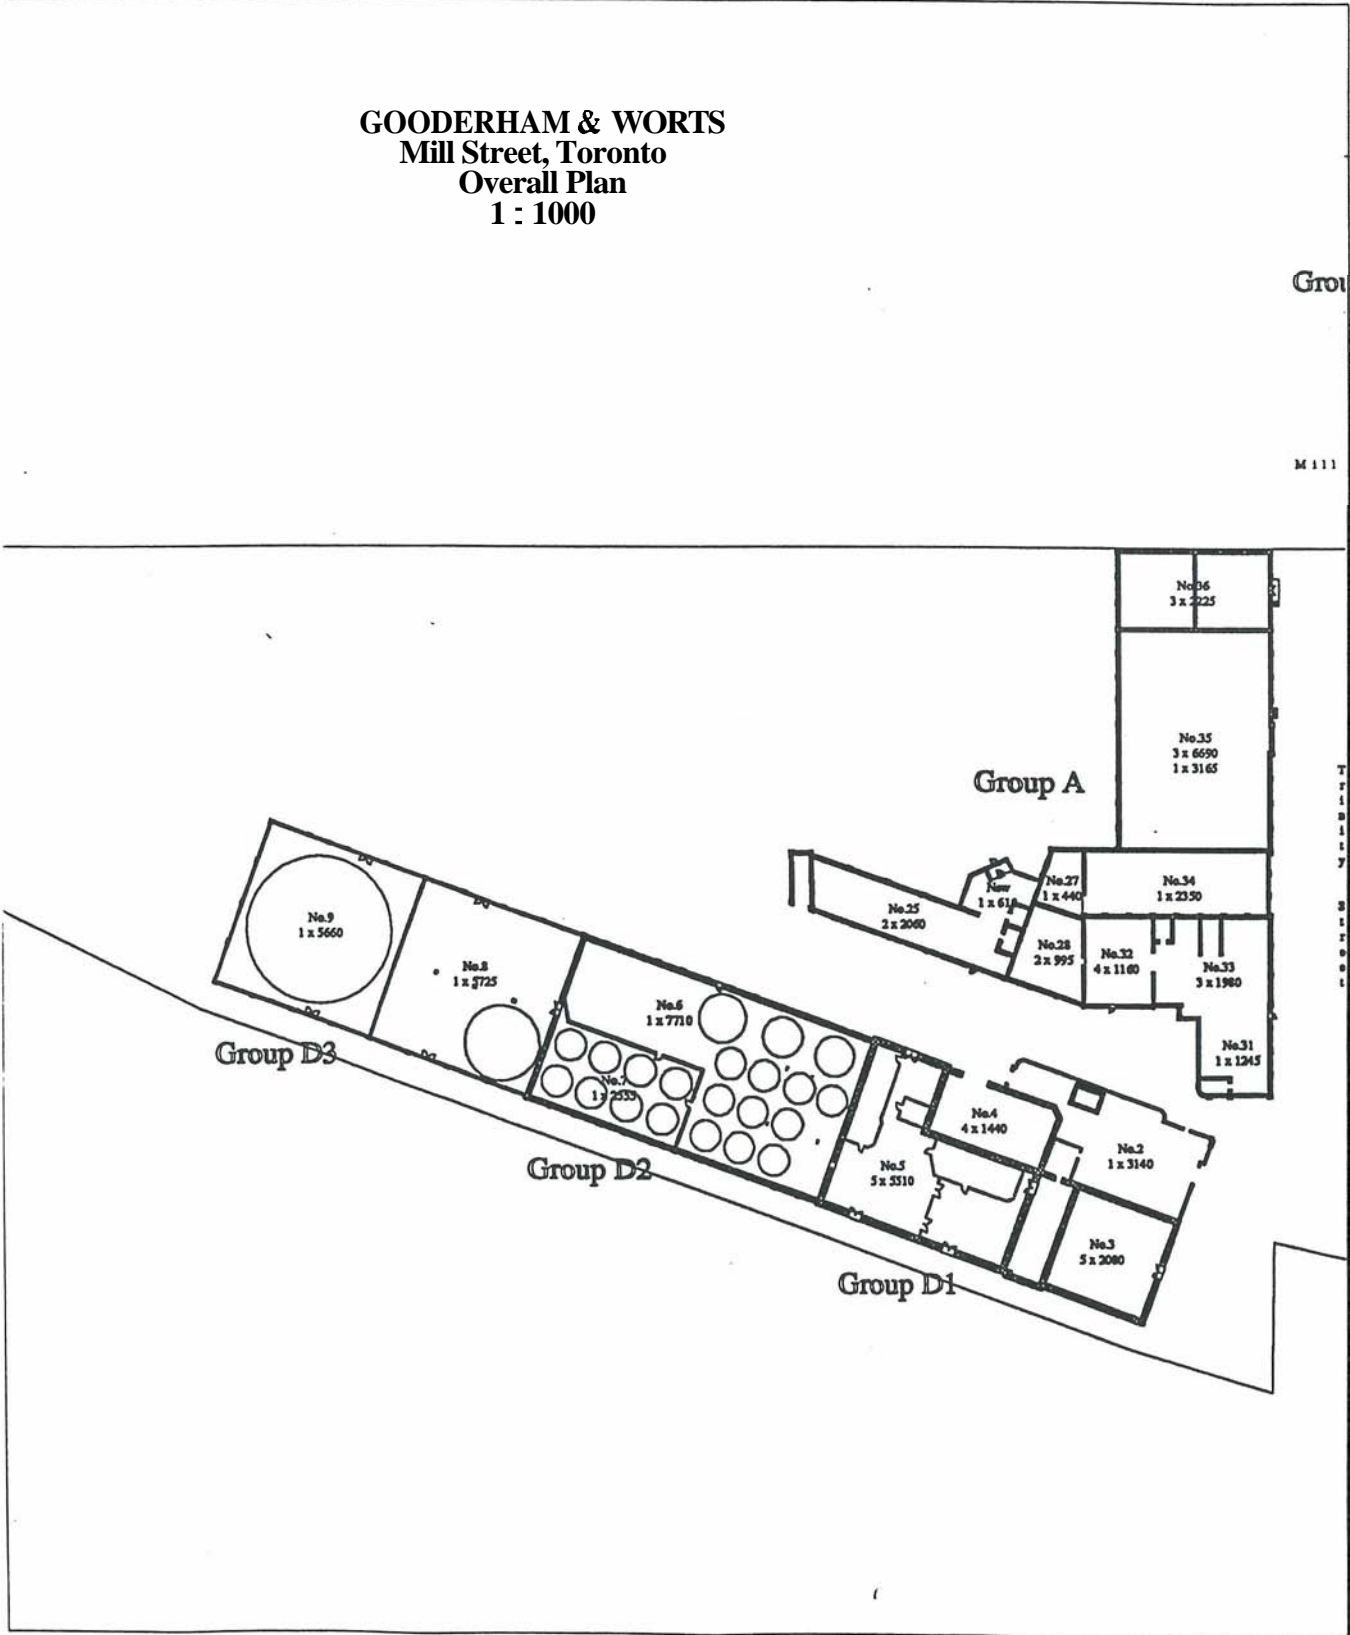 GOODERHAM & WORTS
Mill Street, Toronto
Overall Plan
1 : 1000
Grou
Mill
No.36
3 x 2225
No.35
3 x 6690
1 x 3165
Trinity Street
Group A
No.27
1 x 440
No.34
1 x 2350
New
No.25
2 x 2060
No.28
2 x 995
No.32
4 x 1160
No.33
3 x 1980
No.31
1 x 1245
No.9
1 x 5660
No.8
1 x 5725
No.6
1 x 7710
No.7
Group D3
No.4
4 x 1440
No.2
1 x 3140
No.5
5 x 5510
Group D2
No.3
5 x 2080
Group D1